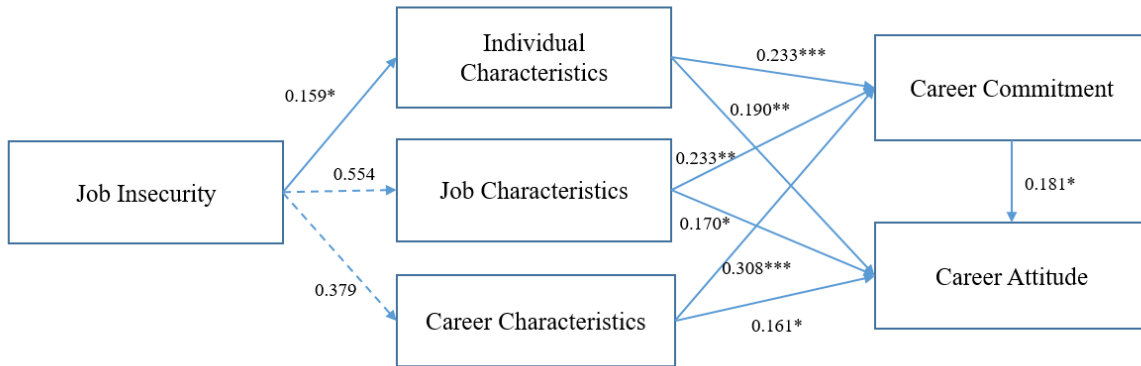 Individual
Characteristics
0.233***
Career Commitment
0.159*
0.190**
Job Insecurity
0.554
Job Characteristics
0.233**
0.181*
0.170*
0.379
Career Characteristics
0.308***
Career Attitude
0.161*